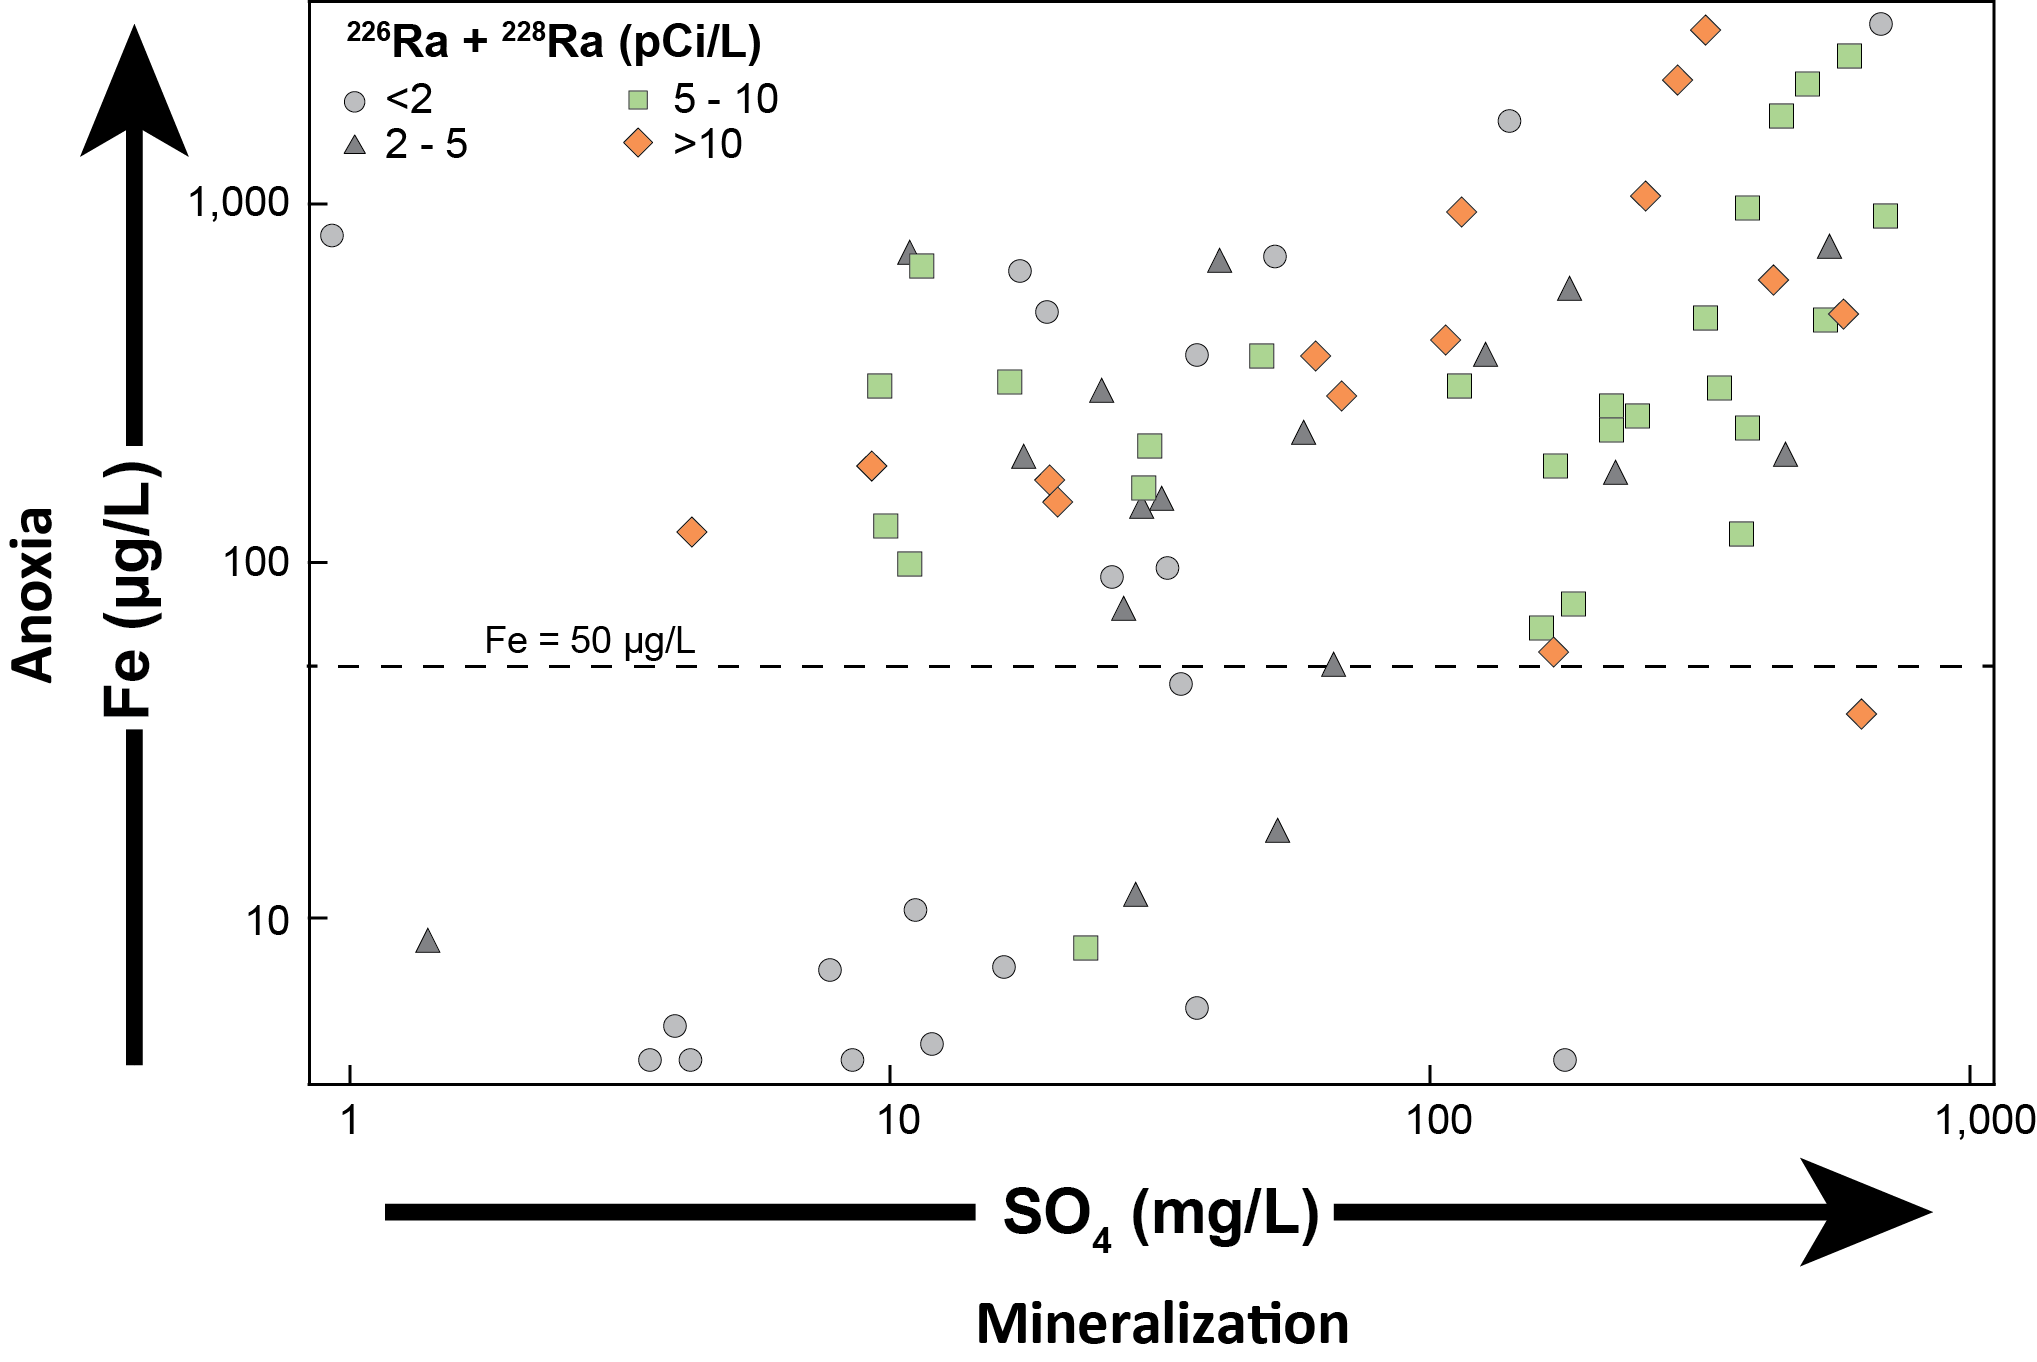 ²²⁶Ra + ²²⁸Ra (pCi/L)
<2
5 - 10
2 - 5
>10
1,000
100
10
Fe = 50 µg/L
Anoxia
Fe (µg/L)
1
10
100
1,000
SO₄ (mg/L)
Mineralization